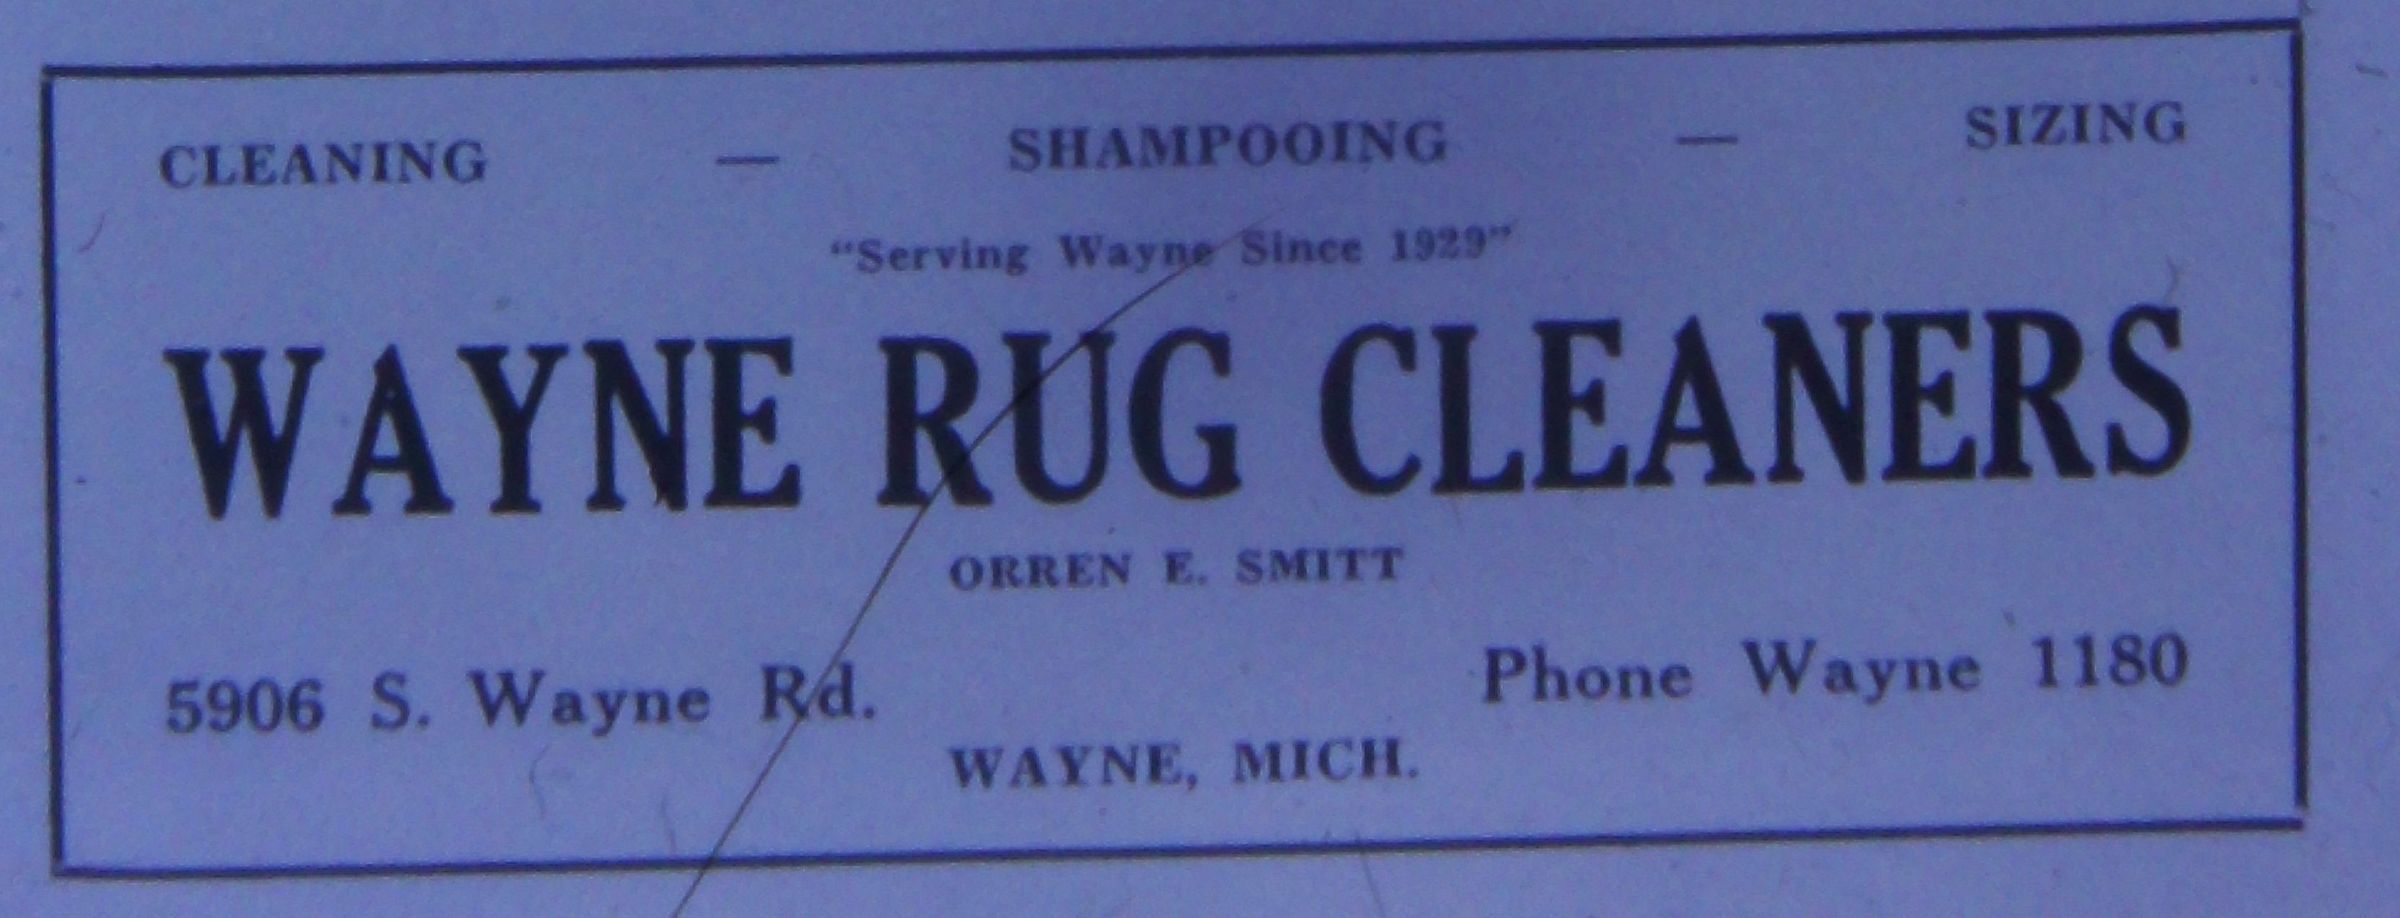 CLEANING — SHAMPOOING — SIZING
"Serving Wayne Since 1929"
WAYNE RUG CLEANERS
ORREN E. SMITT
5906 S. Wayne Rd. Phone Wayne 1180
WAYNE, MICH.